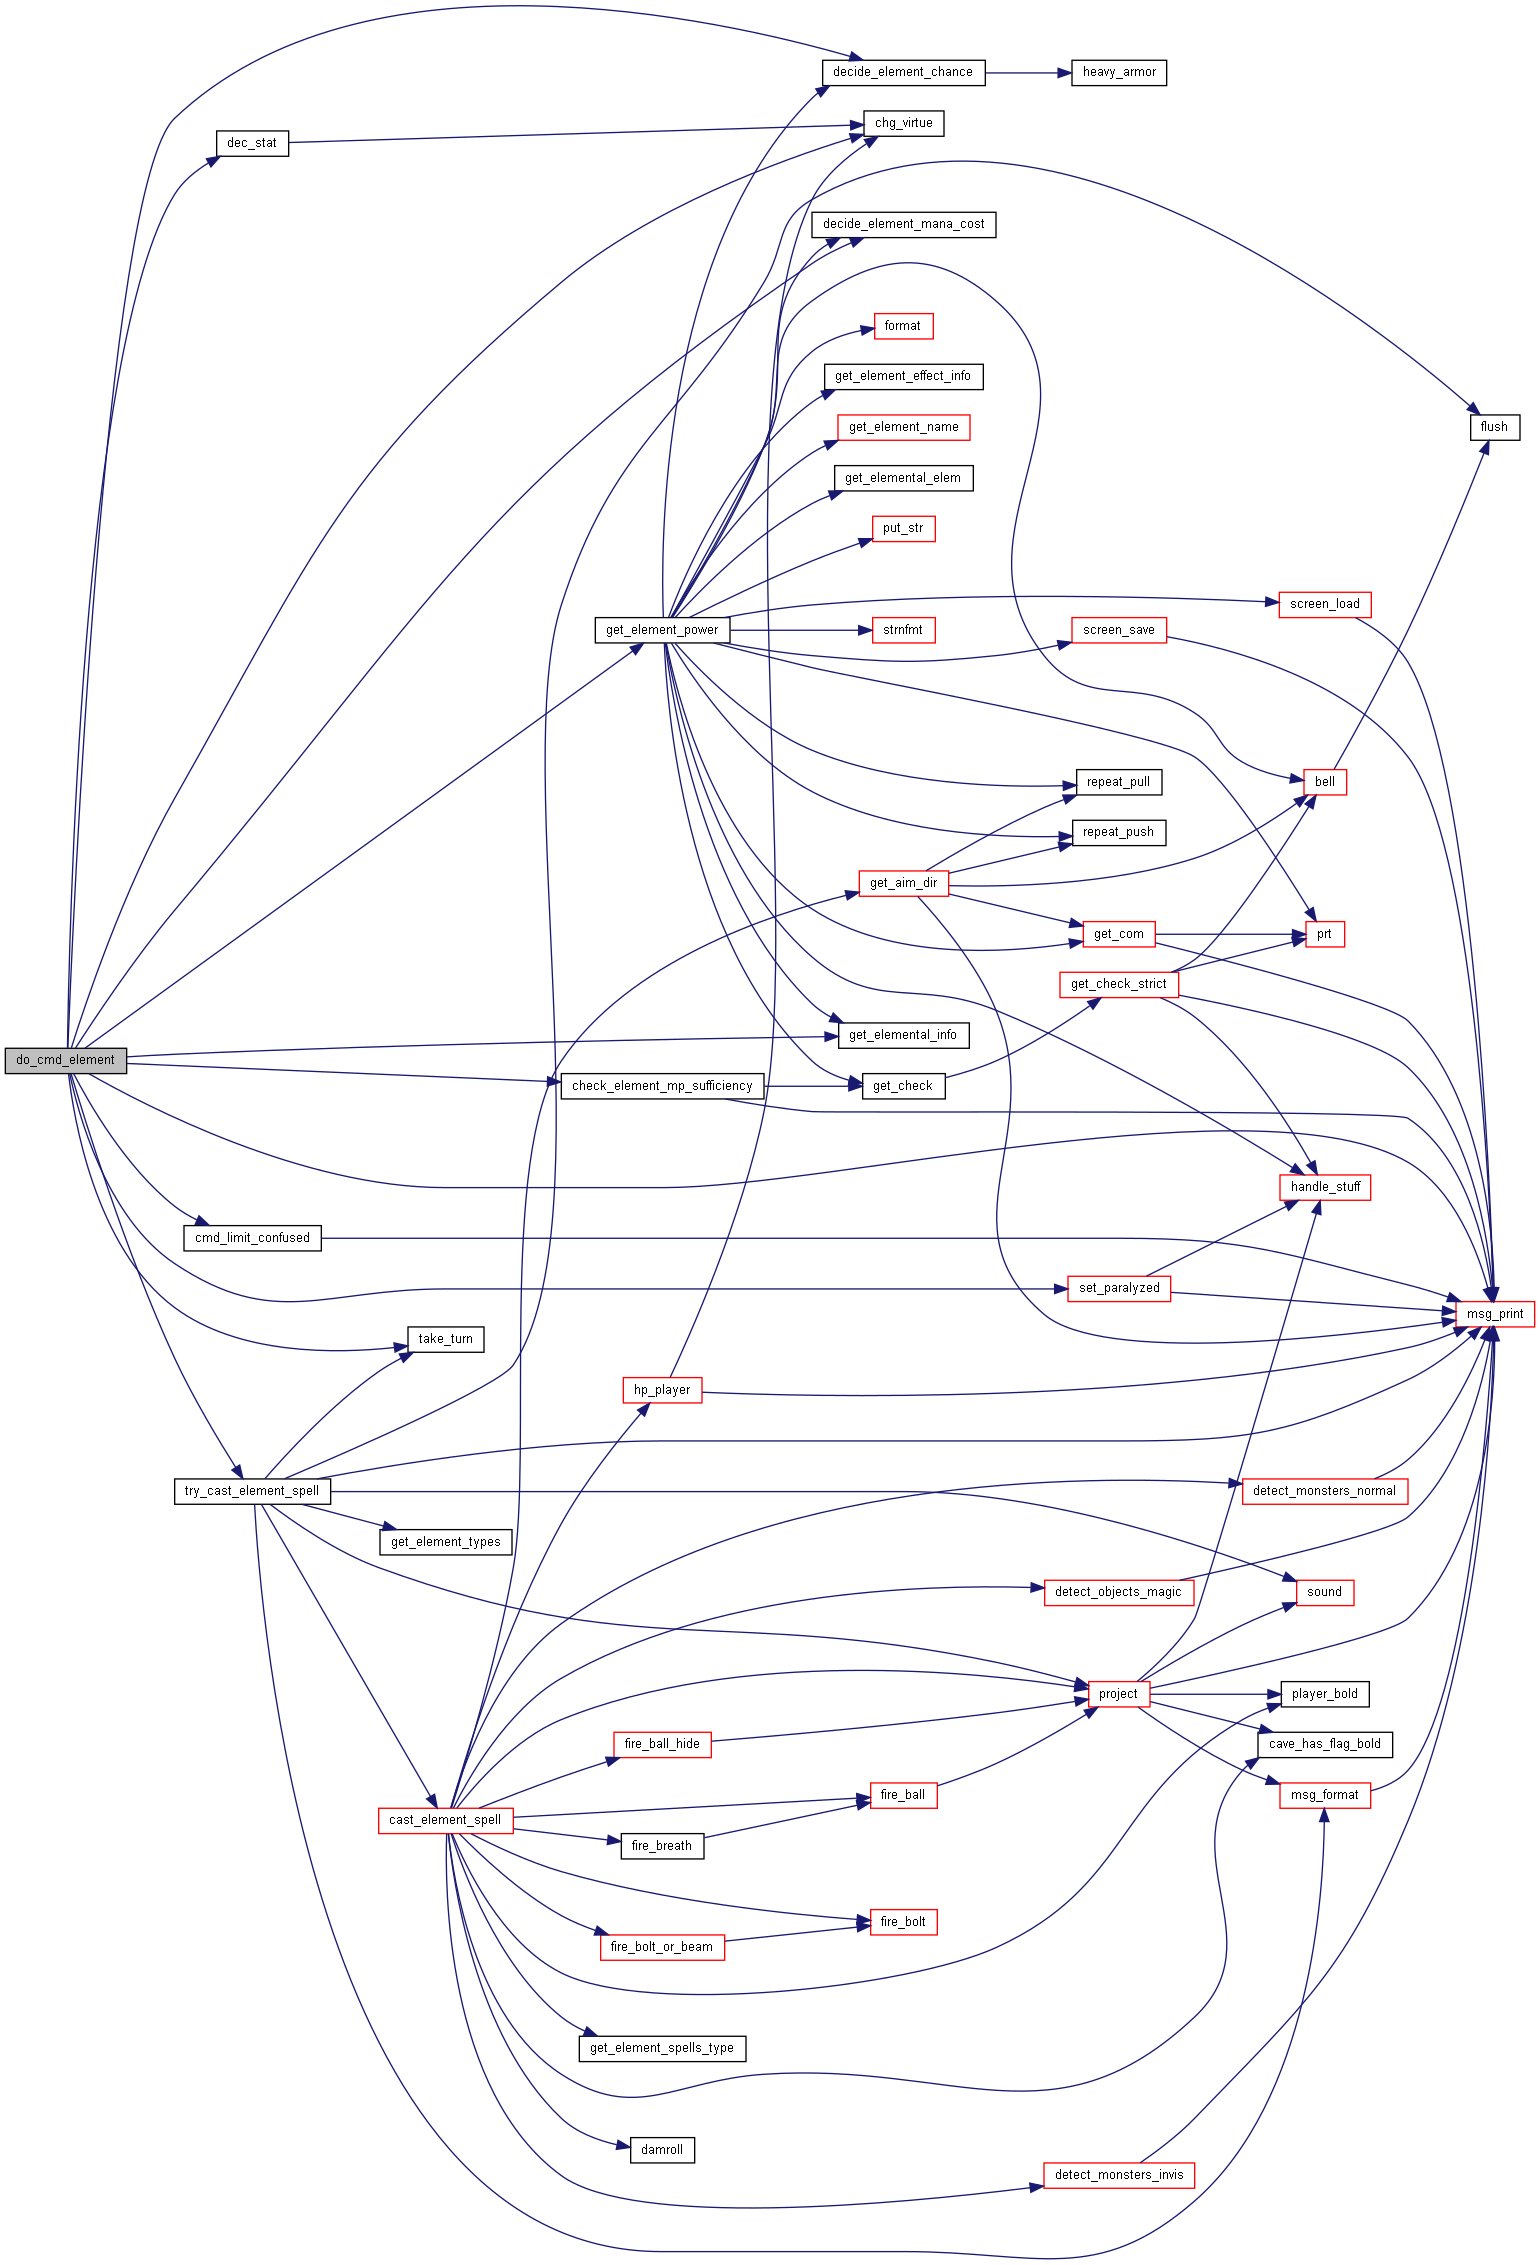 decide_element_chance
heavy_armor
chg_virtue
dec_stat
decide_element_mana_cost
format
get_element_effect_info
get_element_name
flush
get_elemental_elem
put_str
screen_load
get_element_power
strnfmt
screen_save
repeat_pull
bell
repeat_push
get_aim_dir
get_com
prt
get_check_strict
get_elemental_info
do_cmd_element
check_element_mp_sufficiency
get_check
handle_stuff
cmd_limit_confused
set_paralyzed
msg_print
take_turn
hp_player
try_cast_element_spell
detect_monsters_normal
get_element_types
detect_objects_magic
sound
project
player_bold
fire_ball_hide
cave_has_flag_bold
fire_ball
msg_format
cast_element_spell
fire_breath
fire_bolt
fire_bolt_or_beam
get_element_spells_type
damroll
detect_monsters_invis